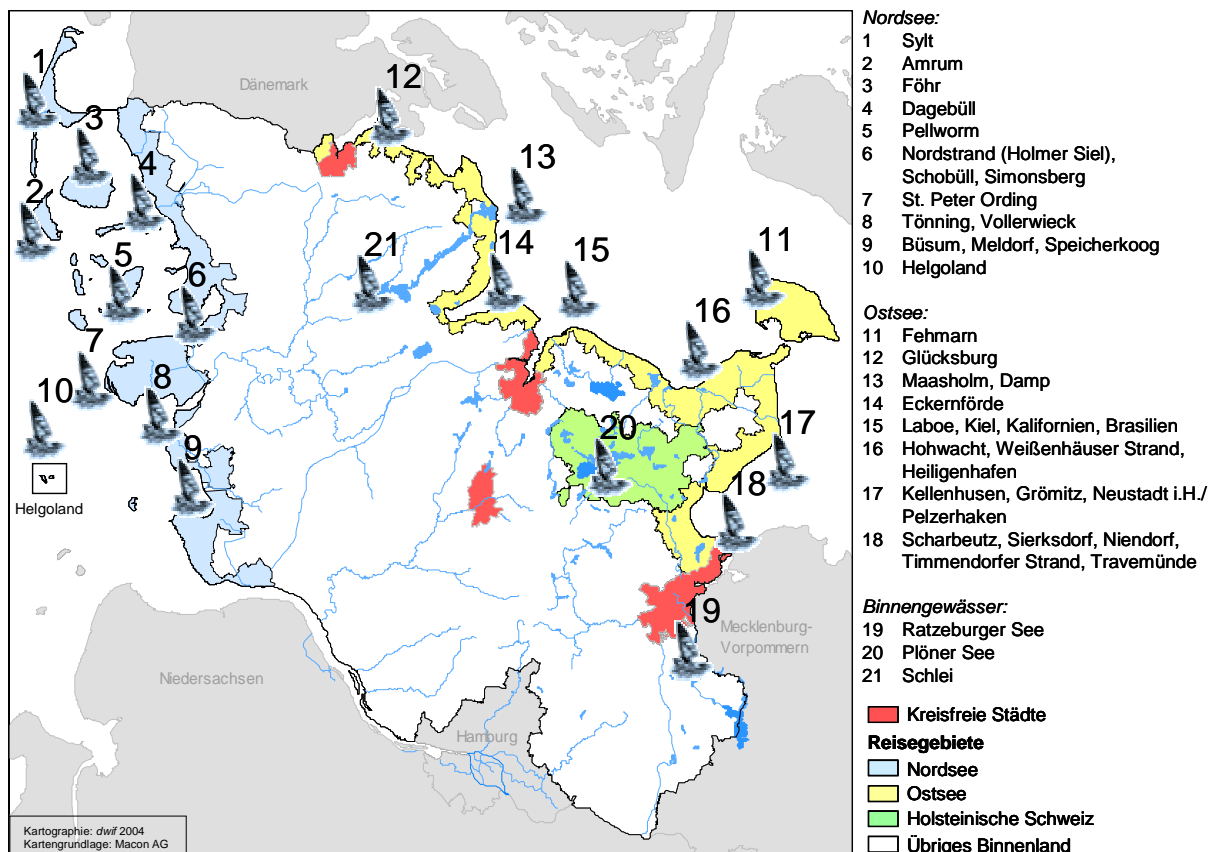 1
12
Dänemark
3
4
13
2
21
14
15
11
5
6
16
7
8
10
9
20
17
18
Helgoland
19
Mecklenburg-
Vorpommern
Niedersachsen
Hamburg
Kartographie: dwif 2004
Kartengrundlage: Macon AG
Nordsee:
1 Sylt
2 Amrum
3 Föhr
4 Dagebüll
5 Pellworm
6 Nordstrand (Holmer Siel),
Schobüll, Simonsberg
7 St. Peter Ording
8 Tönning, Vollerwieck
9 Büsum, Meldorf, Speicherkoog
10 Helgoland
Ostsee:
11 Fehmarn
12 Glücksburg
13 Maasholm, Damp
14 Eckernförde
15 Laboe, Kiel, Kalifornien, Brasilien
16 Hohwacht, Weißenhäuser Strand,
Heiligenhafen
17 Kellenhusen, Grömitz, Neustadt i.H./
Pelzerhaken
18 Scharbeutz, Sierksdorf, Niendorf,
Timmendorfer Strand, Travemünde
Binnengewässer:
19 Ratzeburger See
20 Plöner See
21 Schlei
Kreisfreie Städte
Reisegebiete
Nordsee
Ostsee
Holsteinische Schweiz
Übriges Binnenland